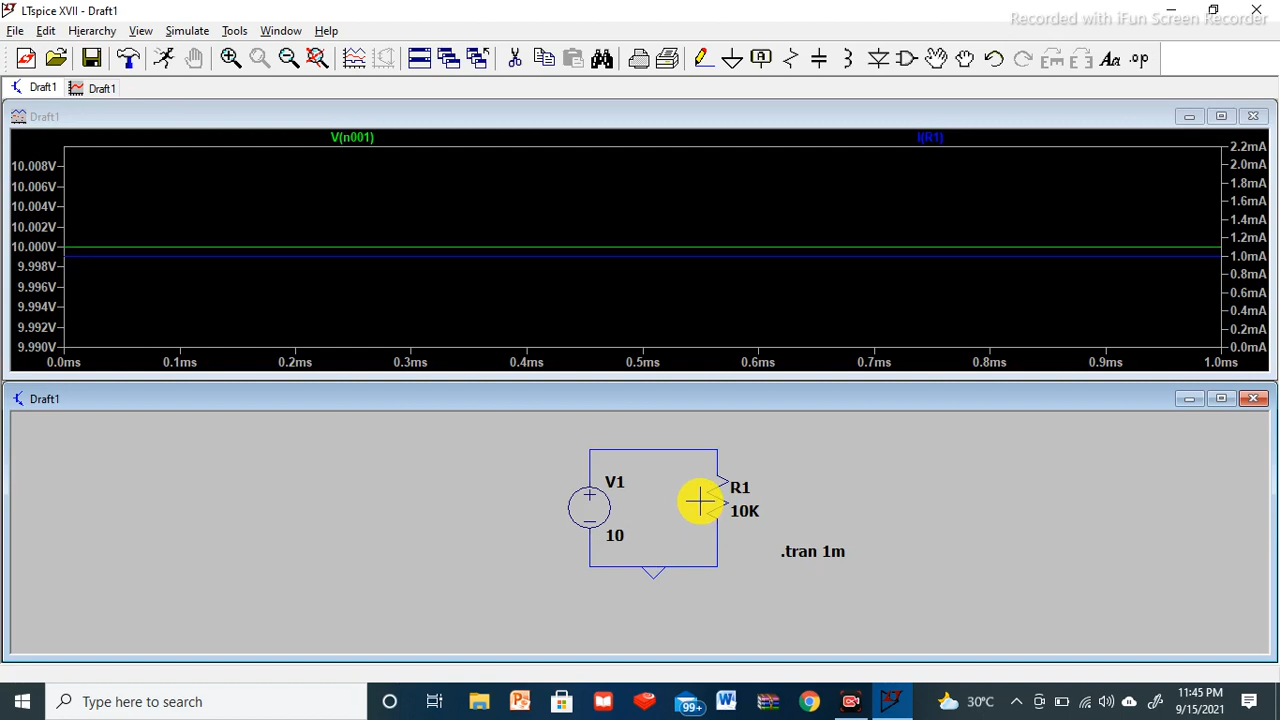 LTspice XVII - Draft1
Recorded with iFun Screen Recorder
File Edit Hierarchy View Simulate Tools Window Help
A Aa .op
Draft1 Draft1
Draft1
V(n001) I(R1)
10.008V
10.006V
10.004V
10.002V
10.000V
9.998V
9.996V
9.994V
9.992V
9.990V
2.2mA
2.0mA
1.8mA
1.6mA
1.4mA
1.2mA
1.0mA
0.8mA
0.6mA
0.4mA
0.2mA
0.0mA
0.0ms 0.1ms 0.2ms 0.3ms 0.4ms 0.5ms 0.6ms 0.7ms 0.8ms 0.9ms 1.0ms
Draft1
V1
10
R1
10K
.tran 1m
Type here to search
99+
30°C
11:45 PM
9/15/2021